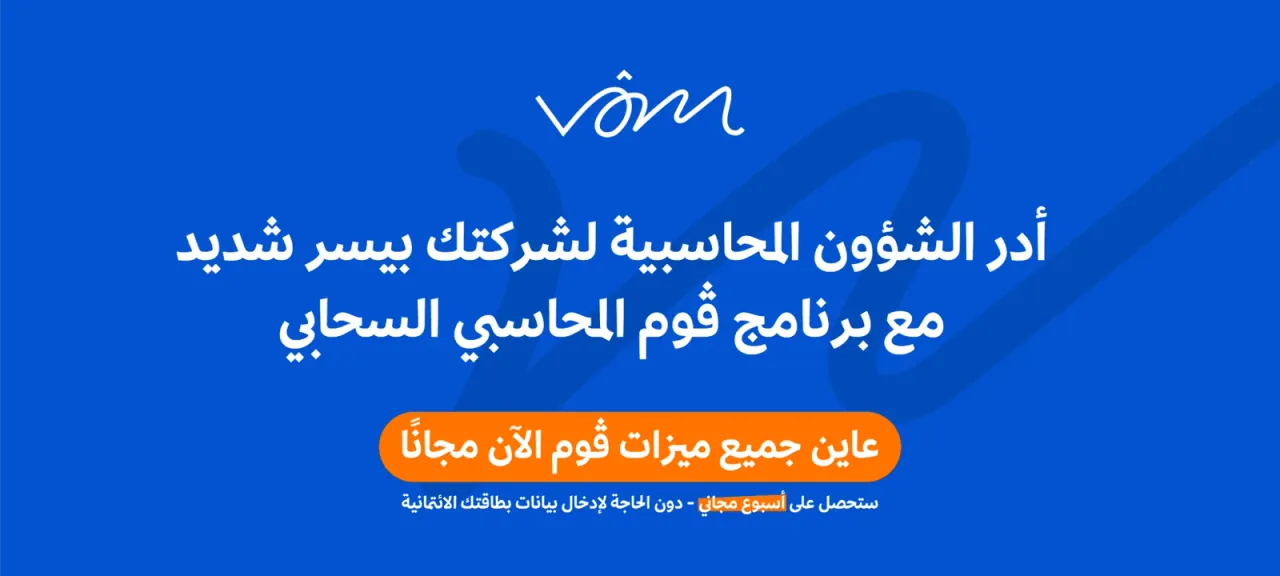 vôm
أدر الشؤون المحاسبية لشركتك بيسر شديد
مع برنامج ڤوم المحاسبي السحابي
عاين جميع ميزات ڤوم الآن مجانًا
ستحصل على أسبوع مجاني - دون الحاجة لإدخال بيانات بطاقتك الائتمانية